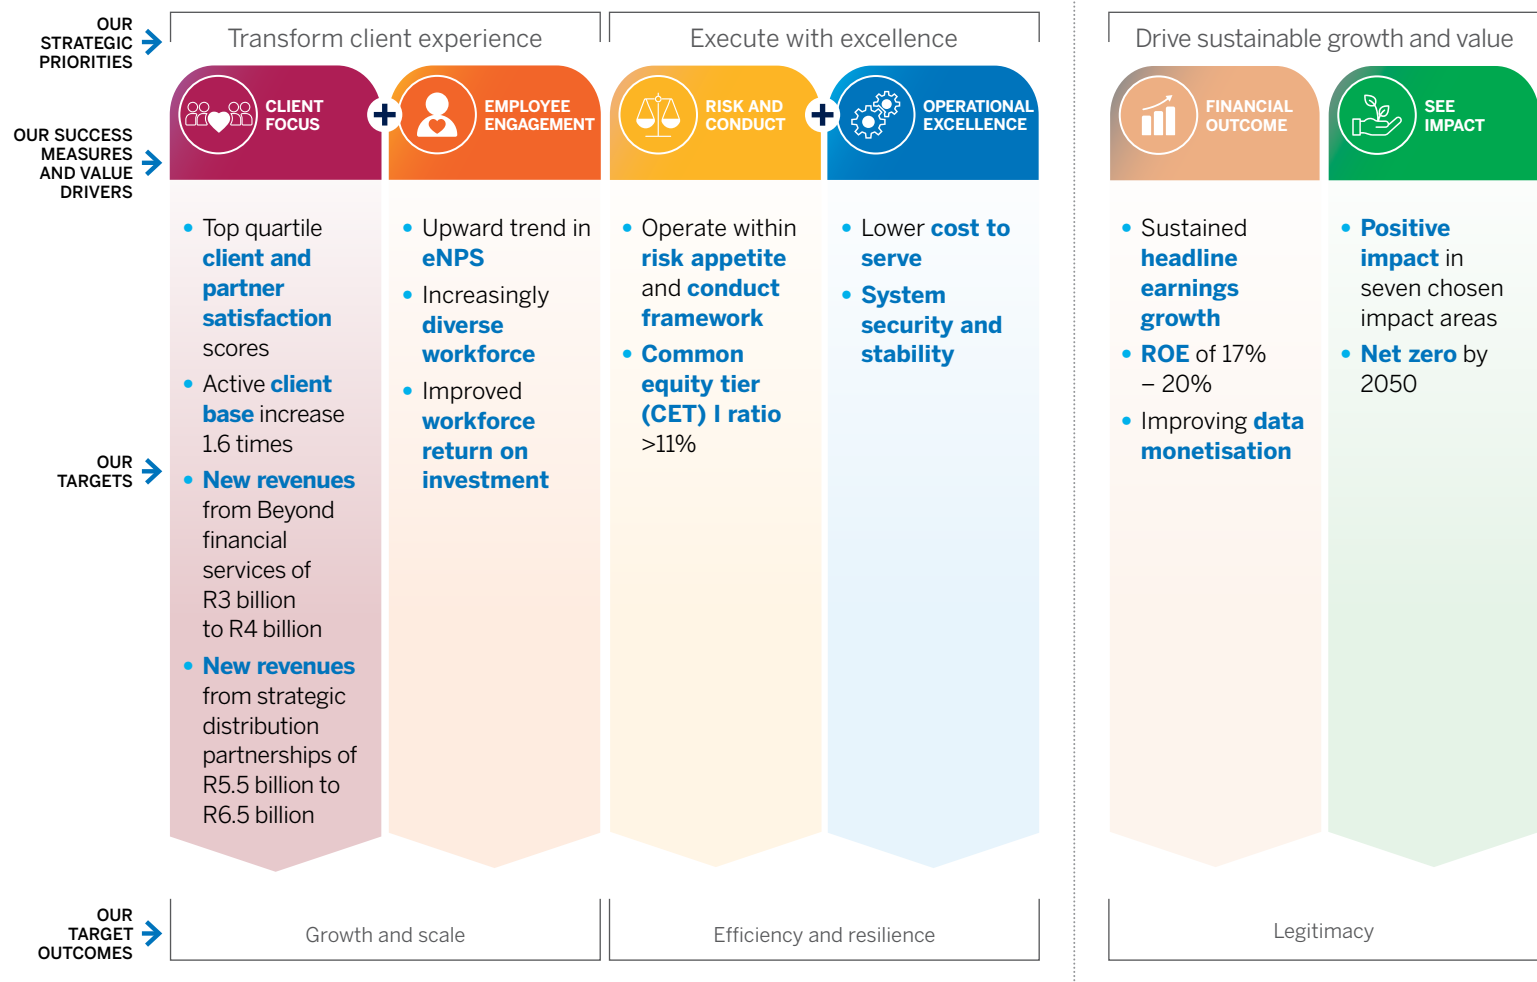 OUR
STRATEGIC
PRIORITIES
Transform client experience
Execute with excellence
Drive sustainable growth and value
OUR SUCCESS
MEASURES
AND VALUE
DRIVERS
CLIENT
FOCUS
+
EMPLOYEE
ENGAGEMENT
RISK AND
CONDUCT
+
OPERATIONAL
EXCELLENCE
FINANCIAL
OUTCOME
SEE
IMPACT
OUR
TARGETS
• Top quartile
client and
partner
satisfaction
scores
• Active client
base increase
1.6 times
• New revenues
from Beyond
financial
services of
R3 billion
to R4 billion
• New revenues
from strategic
distribution
partnerships of
R5.5 billion to
R6.5 billion
• Upward trend in
eNPS
• Increasingly
diverse
workforce
• Improved
workforce
return on
investment
• Operate within
risk appetite
and conduct
framework
• Common
equity tier
(CET) I ratio
>11%
• Lower cost to
serve
• System
security and
stability
• Sustained
headline
earnings
growth
• ROE of 17%
– 20%
• Improving data
monetisation
• Positive
impact in
seven chosen
impact areas
• Net zero by
2050
OUR
TARGET
OUTCOMES
Growth and scale
Efficiency and resilience
Legitimacy